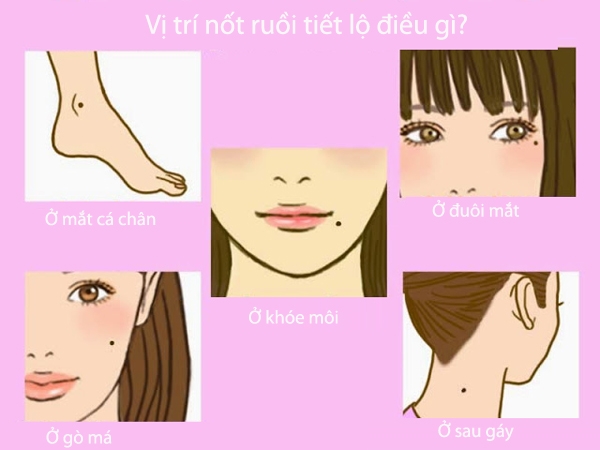 Vị trí nốt ruồi tiết lộ điều gì?
Ở mắt cá chân
Ở đuôi mắt
Ở khóe môi
Ở gò má
Ở sau gáy